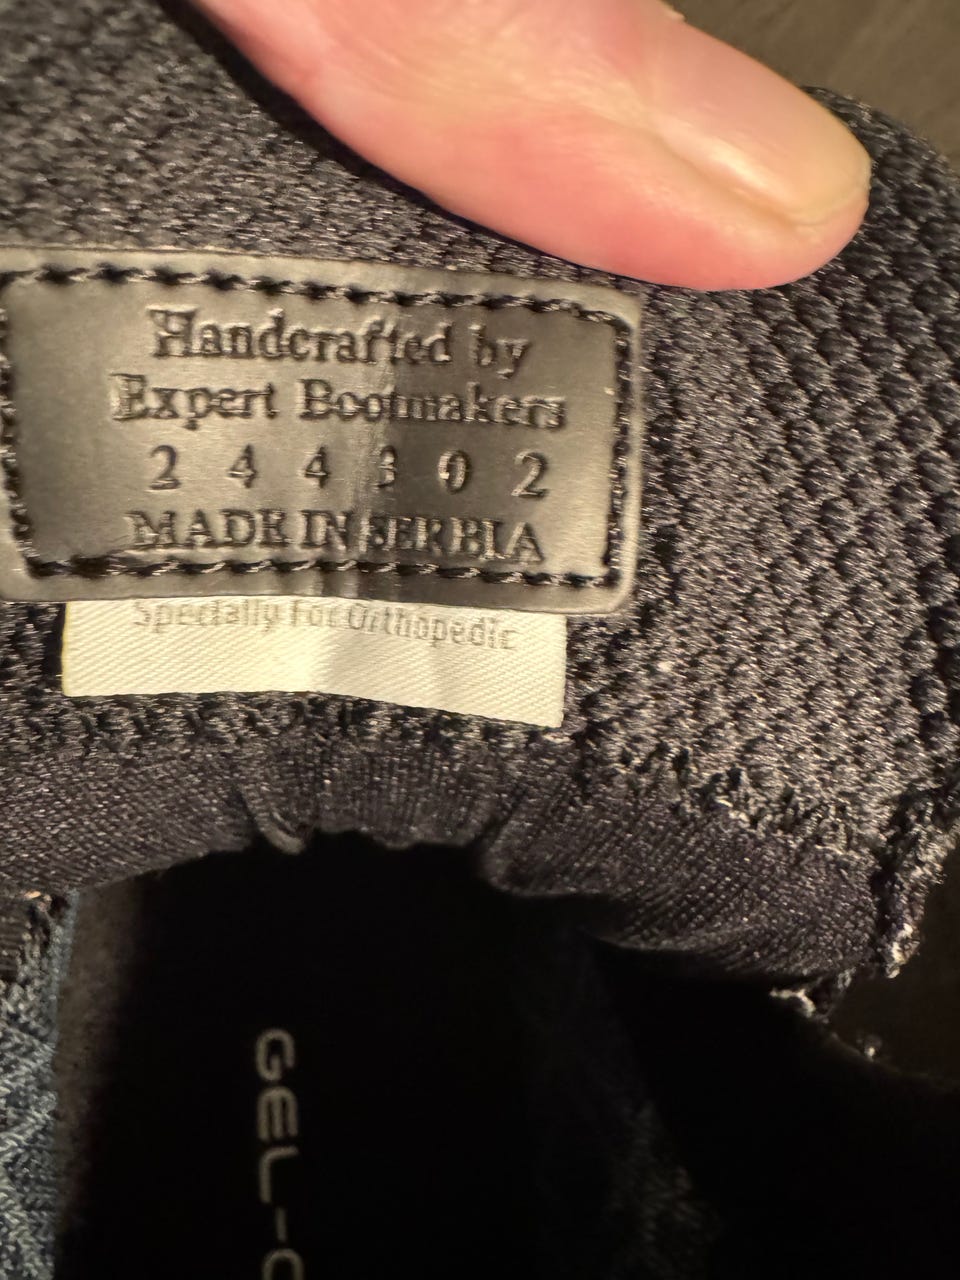 Handcrafted by
Expert Bootmakers
2 4 4 3 0 2
MADE IN SERBIA
Specially For Orthopedic
GEL-